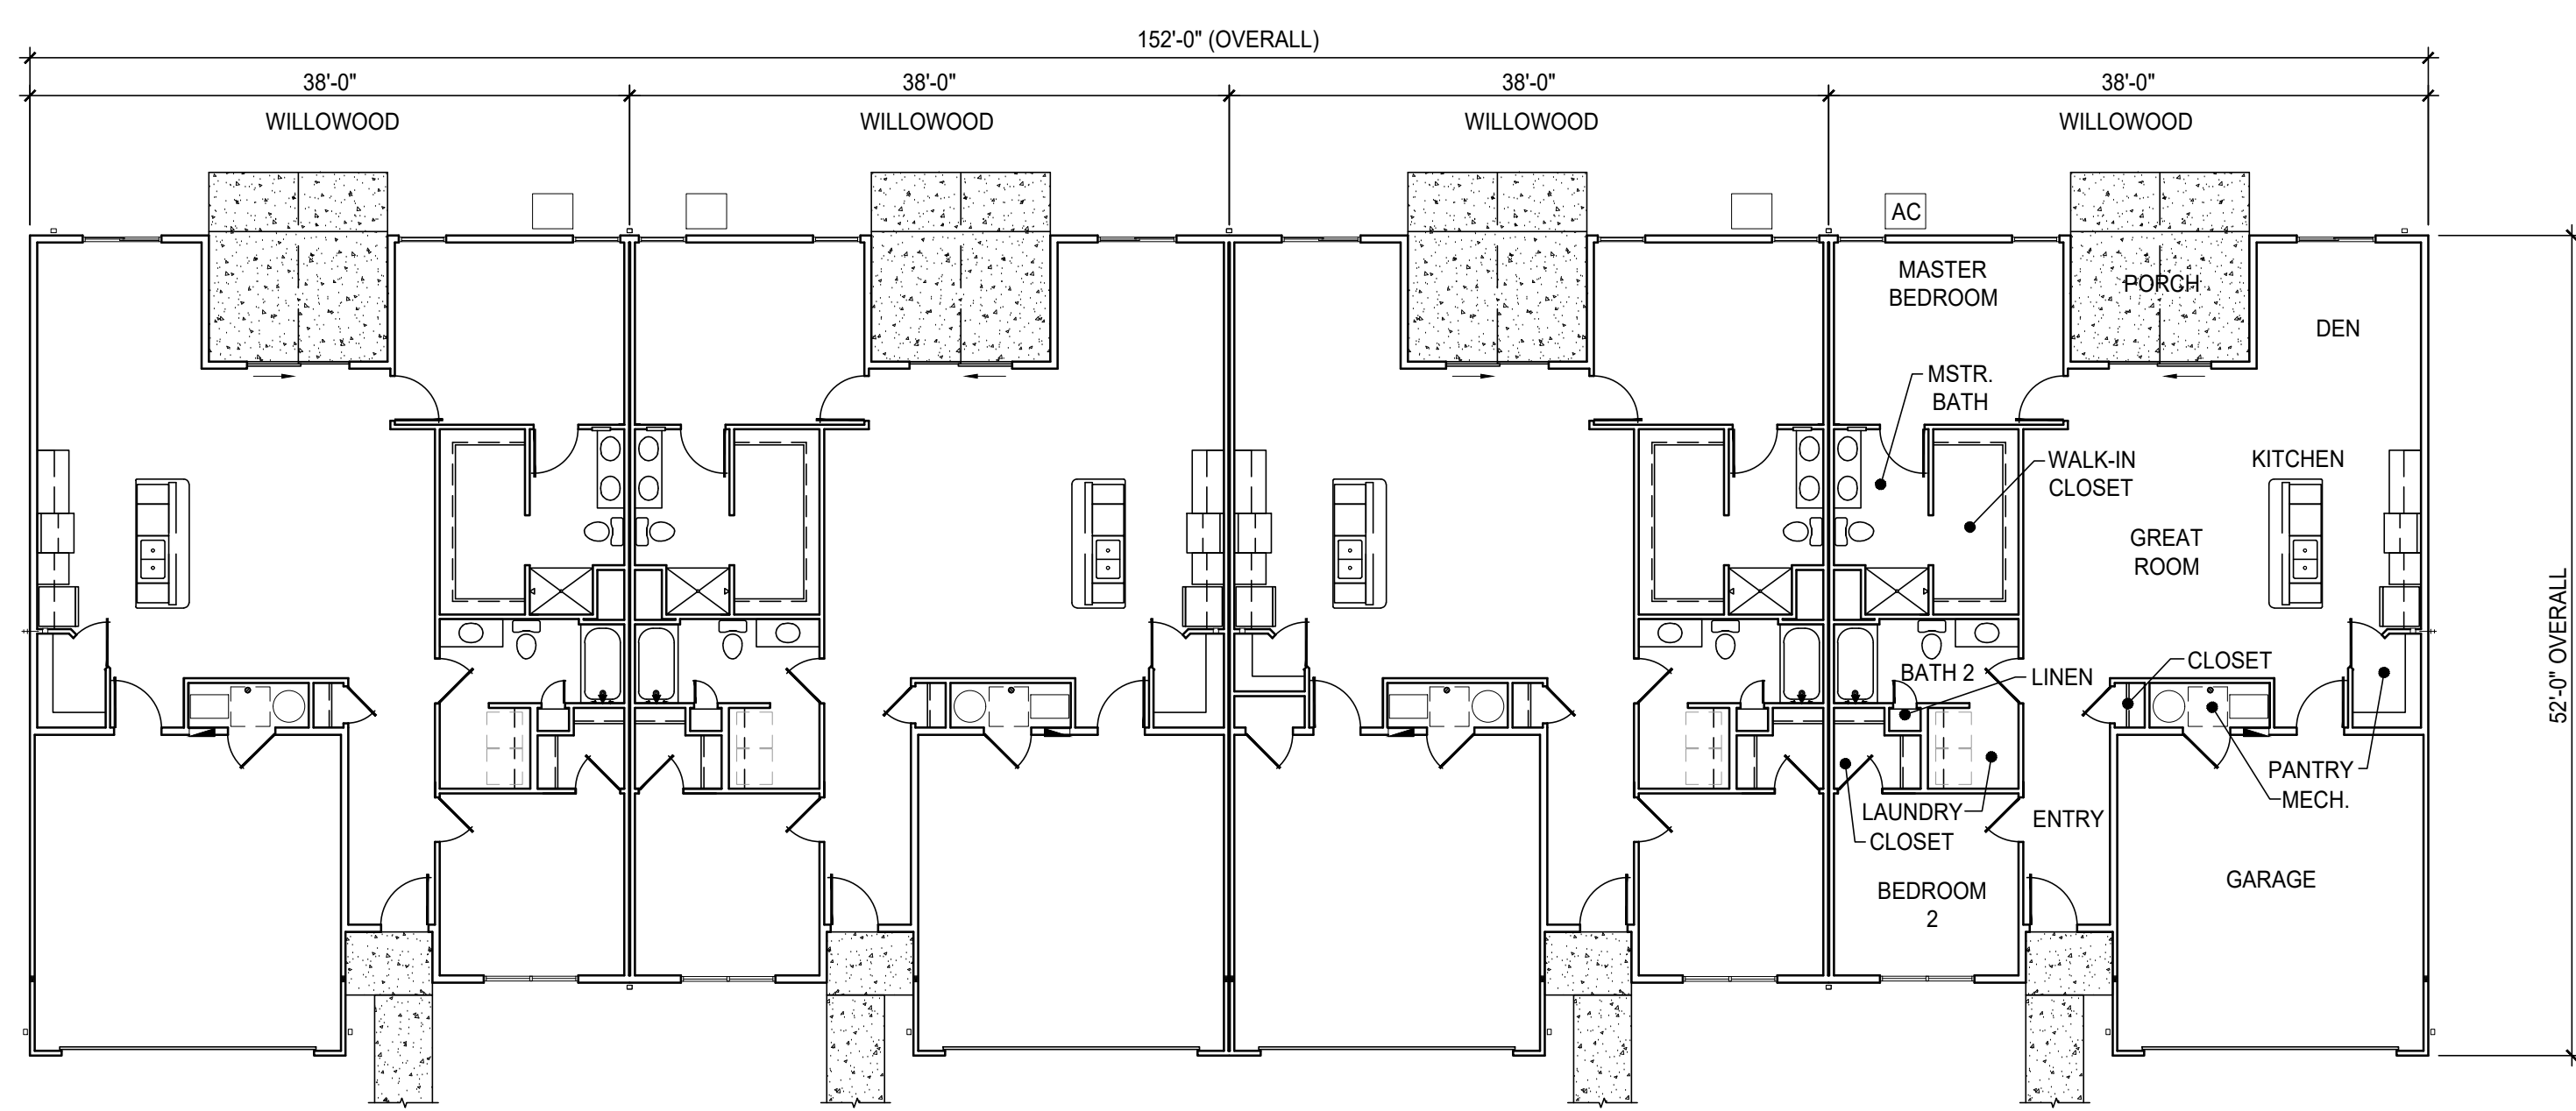 152'-0" (OVERALL)
38'-0"
38'-0"
38'-0"
38'-0"
WILLOWOOD
WILLOWOOD
WILLOWOOD
WILLOWOOD
AC
MASTER
BEDROOM
PORCH
DEN
MSTR.
BATH
WALK-IN
CLOSET
KITCHEN
GREAT
ROOM
52'-0" OVERALL
CLOSET
BATH 2
LINEN
PANTRY
MECH.
LAUNDRY
CLOSET
ENTRY
BEDROOM
2
GARAGE